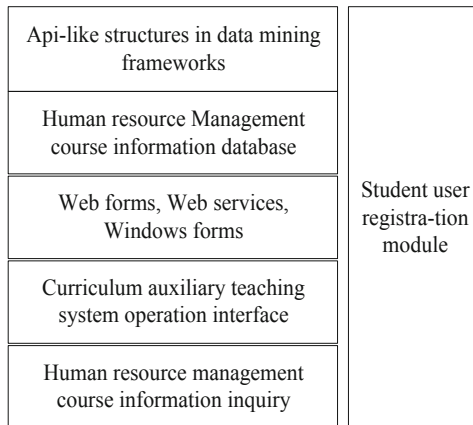 Api-like structures in data mining
frameworks
Human resource Management
course information database
Web forms, Web services,
Windows forms
Curriculum auxiliary teaching
system operation interface
Human resource management
course information inquiry
Student user
registra-tion
module